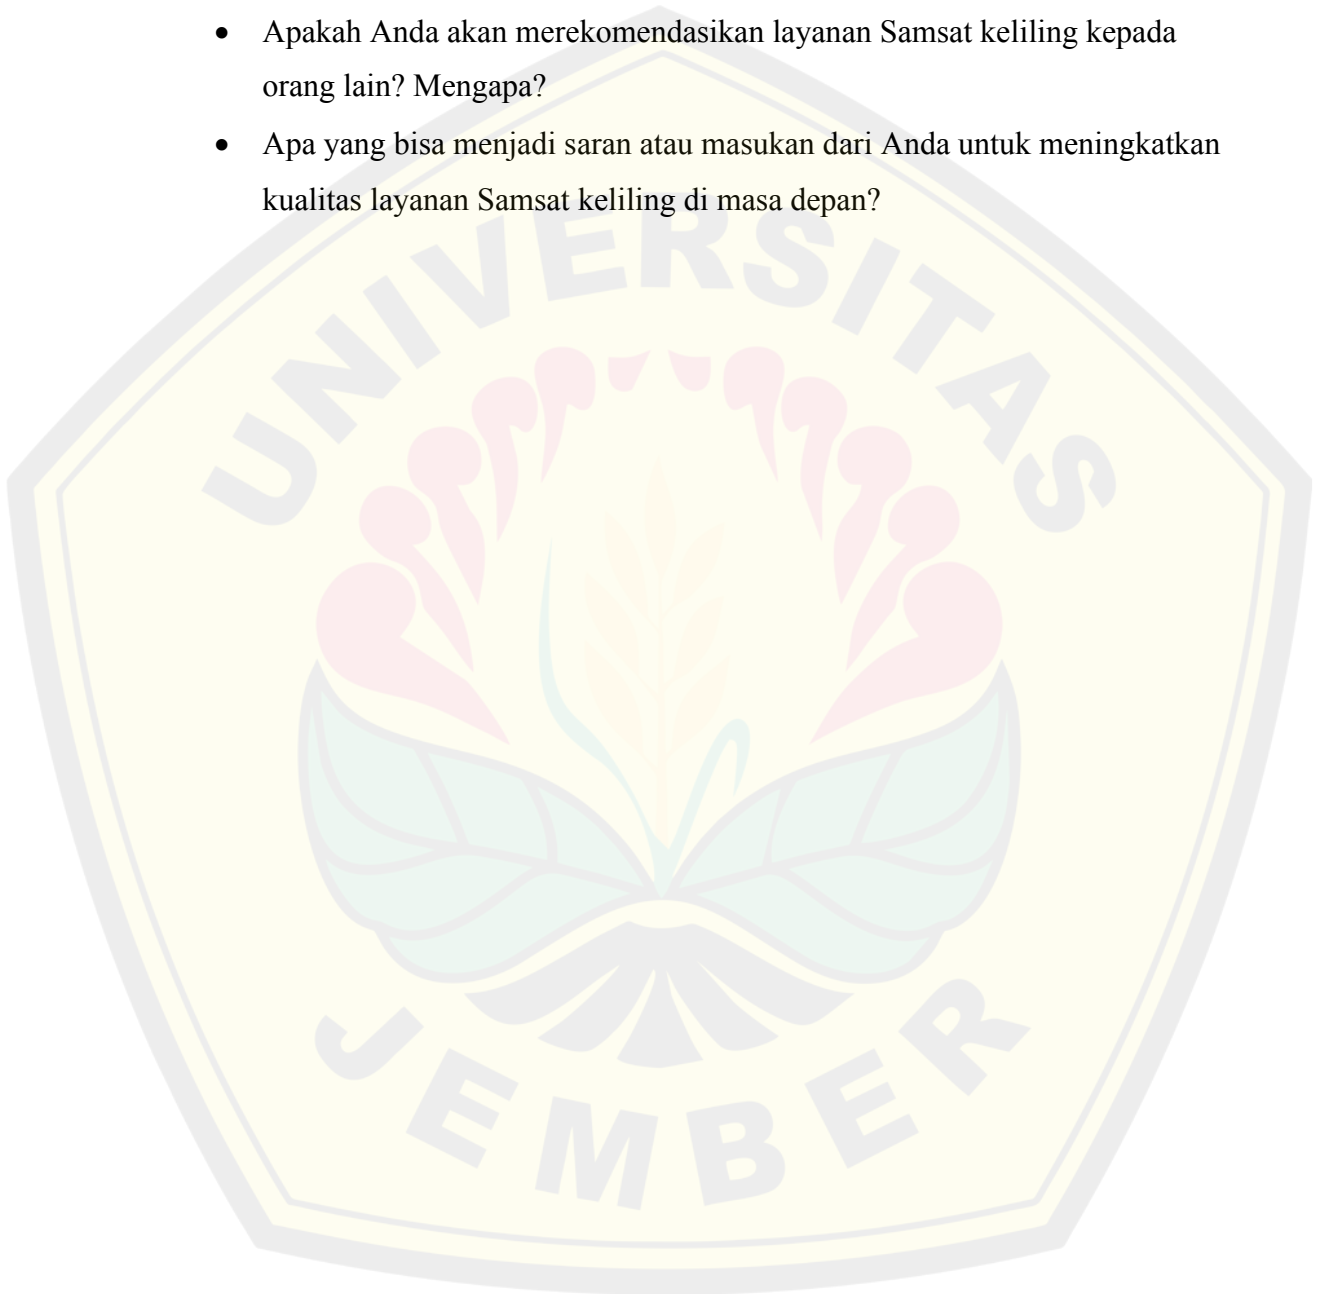 • Apakah Anda akan merekomendasikan layanan Samsat keliling kepada
orang lain? Mengapa?
• Apa yang bisa menjadi saran atau masukan dari Anda untuk meningkatkan
kualitas layanan Samsat keliling di masa depan?
UNIVERSITAS
JEMBER